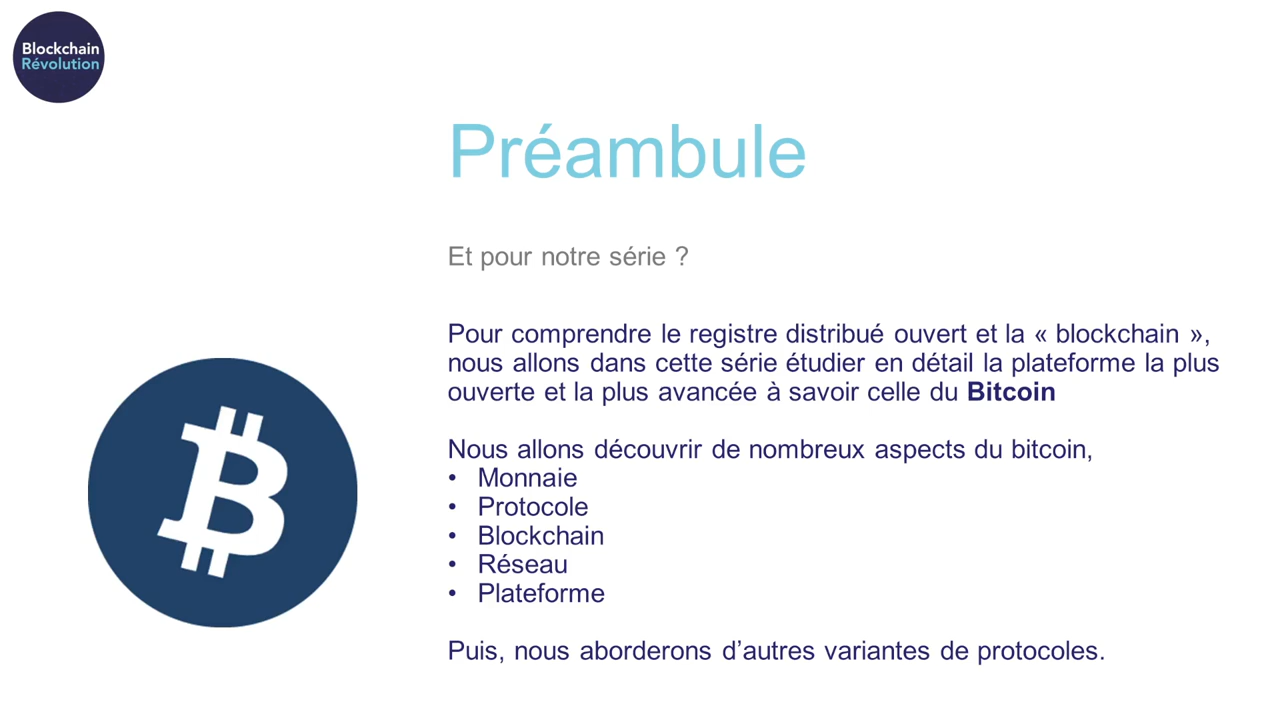 Blockchain
Révolution
Préambule
Et pour notre série ?
Pour comprendre le registre distribué ouvert et la « blockchain »,
nous allons dans cette série étudier en détail la plateforme la plus
ouverte et la plus avancée à savoir celle du Bitcoin
Nous allons découvrir de nombreux aspects du bitcoin,
• Monnaie
• Protocole
• Blockchain
• Réseau
• Plateforme
Puis, nous aborderons d’autres variantes de protocoles.